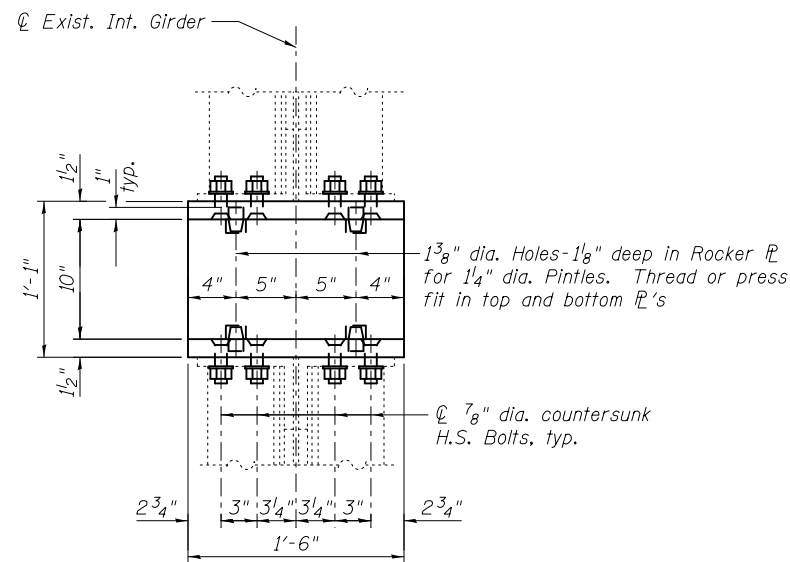 ℄ Exist. Int. Girder
1½"
1"
typ.
1'-1"
10"
1½"
4" 5" 5" 4"
1⅜" dia. Holes-1⅛" deep in Rocker ℙL
for 1¼" dia. Pintles. Thread or press
fit in top and bottom ℙL's
℄ ⅞" dia. countersunk
H.S. Bolts, typ.
2¾" 3" 3¼" 3¼" 3" 2¾"
1'-6"